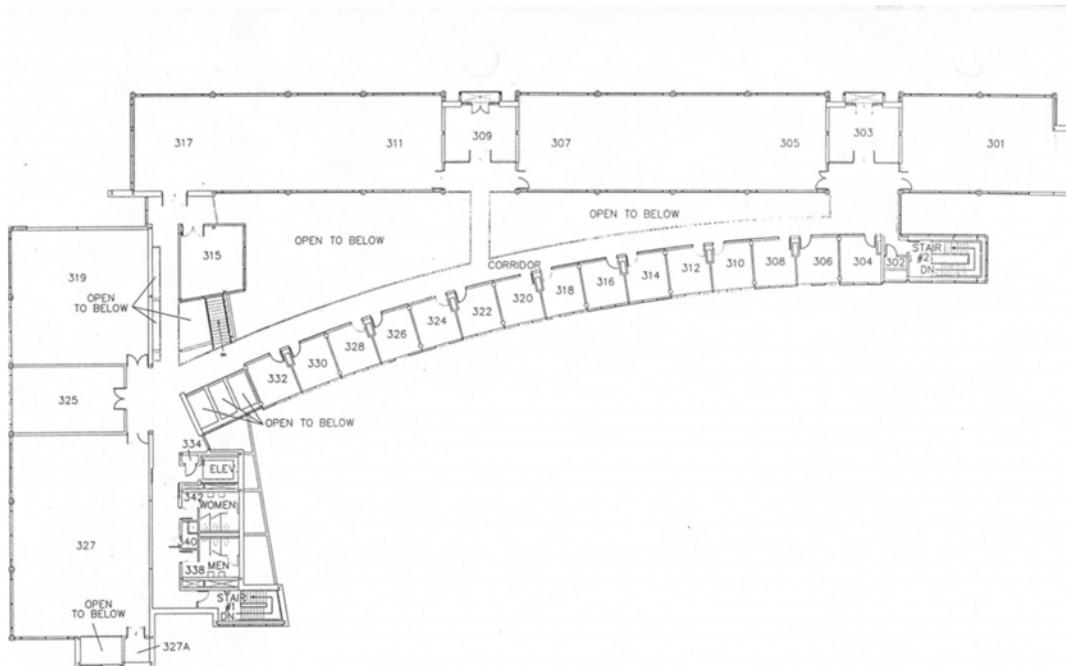 317
311
309
307
305
303
301
OPEN TO BELOW
OPEN TO BELOW
315
319
OPEN
TO BELOW
CORRIDOR
STAIR
#2
DN
302
304
306
308
310
312
314
316
318
320
322
324
326
328
330
332
325
OPEN TO BELOW
334
ELEV.
342
WOMEN
340
338
MEN
327
STAIR
#1
DN
OPEN
TO BELOW
327A